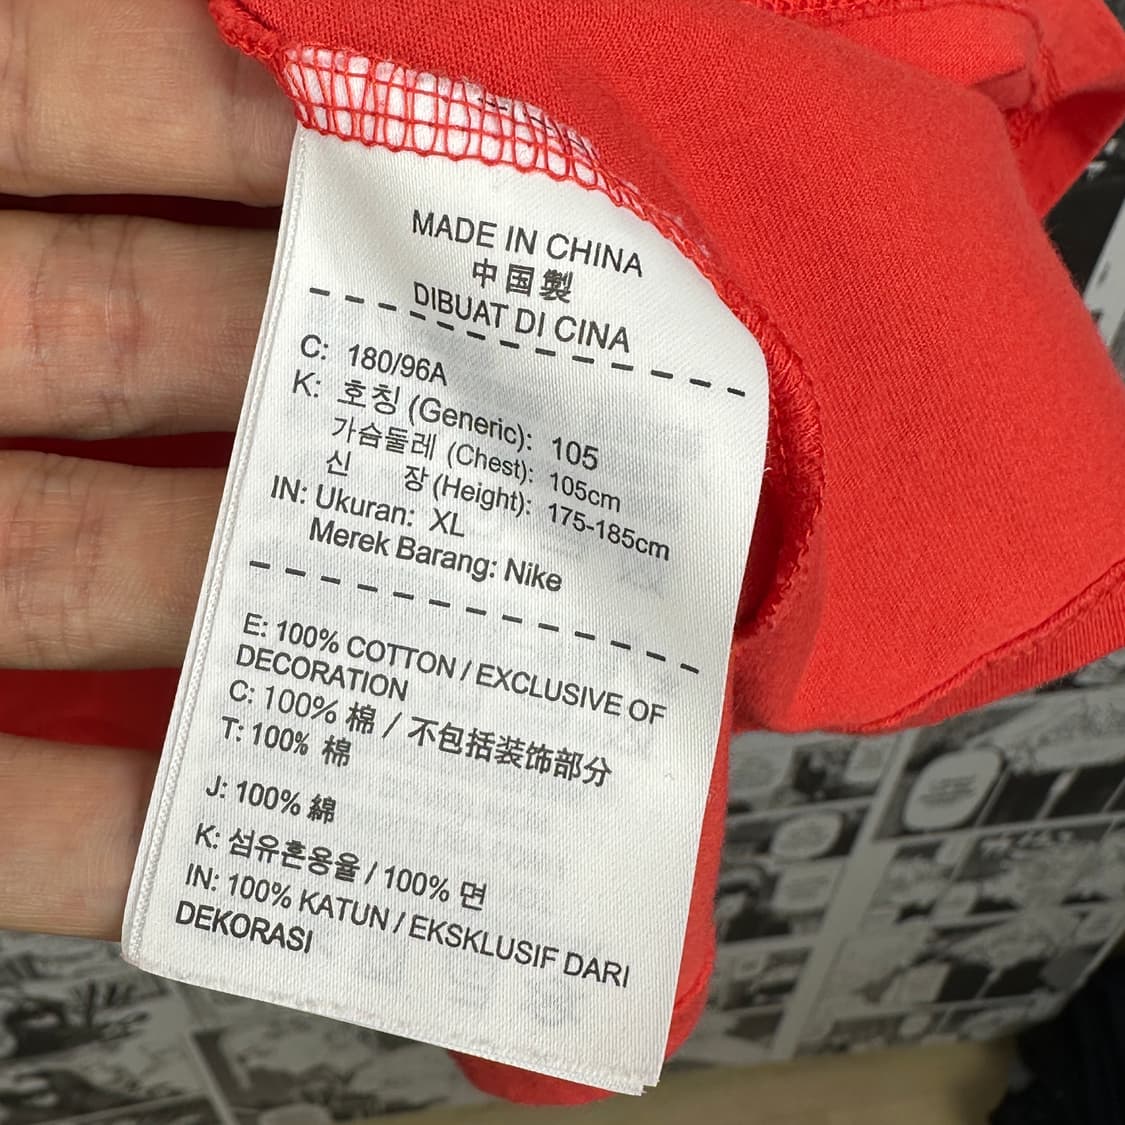 MADE IN CHINA
中国製
DIBUAT DI CINA
C: 180/96A
K: 호칭 (Generic): 105
가슴둘레 (Chest): 105cm
신 장 (Height): 175-185cm
IN: Ukuran: XL
Merek Barang: Nike
E: 100% COTTON / EXCLUSIVE OF
DECORATION
C: 100% 棉 / 不包括装饰部分
T: 100% 棉
J: 100% 綿
K: 섬유혼용율 / 100% 면
IN: 100% KATUN / EKSKLUSIF DARI
DEKORASI